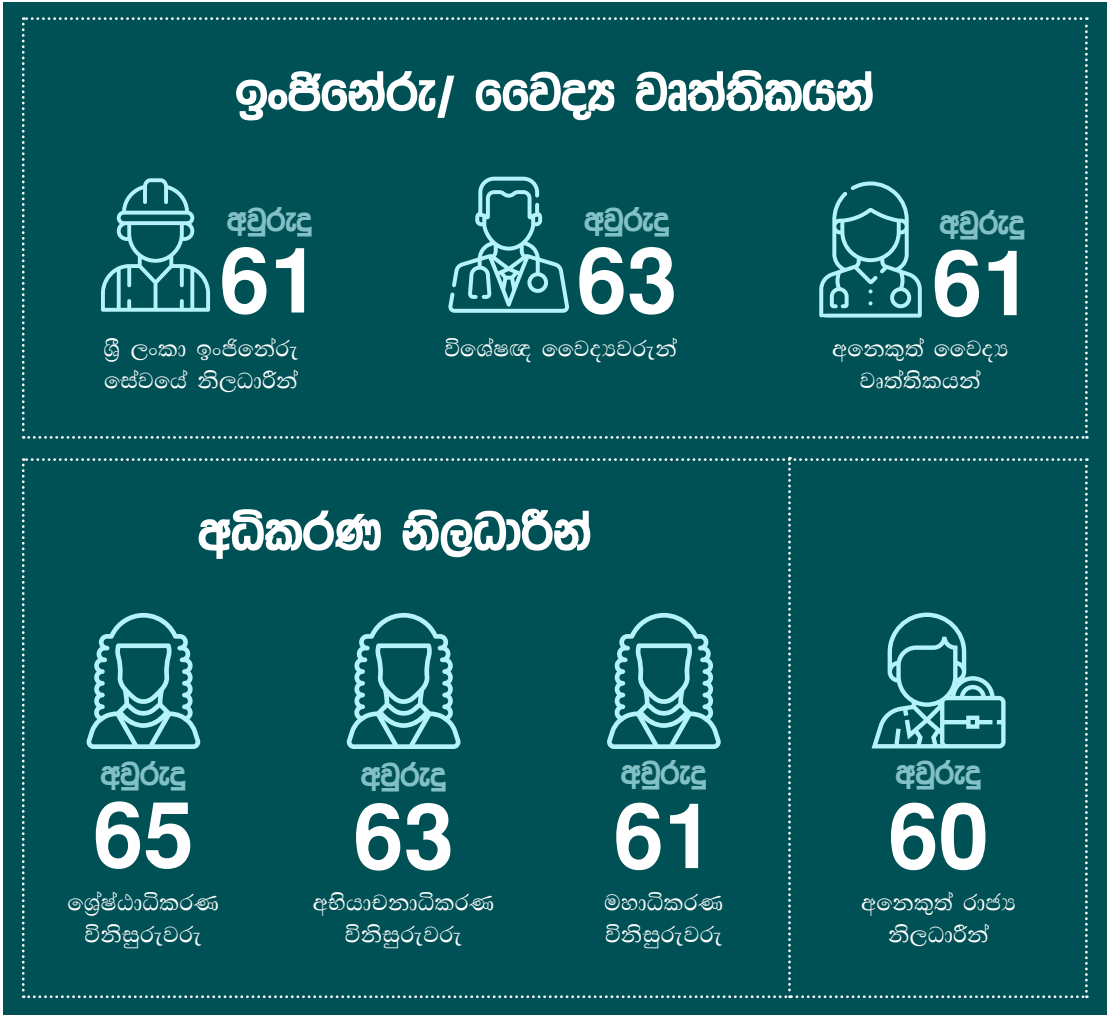 ඉංජිනේරු/ වෛද්‍ය වෘත්තිකයන්
අවුරුදු
61
ශ්‍රී ලංකා ඉංජිනේරු
සේවයේ නිලධාරීන්
අවුරුදු
63
විශේෂඥ වෛද්‍යවරුන්
අවුරුදු
61
අනෙකුත් වෛද්‍ය
වෘත්තිකයන්
අධිකරණ නිලධාරීන්
අවුරුදු
65
ශ්‍රේෂ්ඨාධිකරණ
විනිසුරුවරු
අවුරුදු
63
අභියාචනාධිකරණ
විනිසුරුවරු
අවුරුදු
61
මහාධිකරණ
විනිසුරුවරු
අවුරුදු
60
අනෙකුත් රාජ්‍ය
නිලධාරීන්